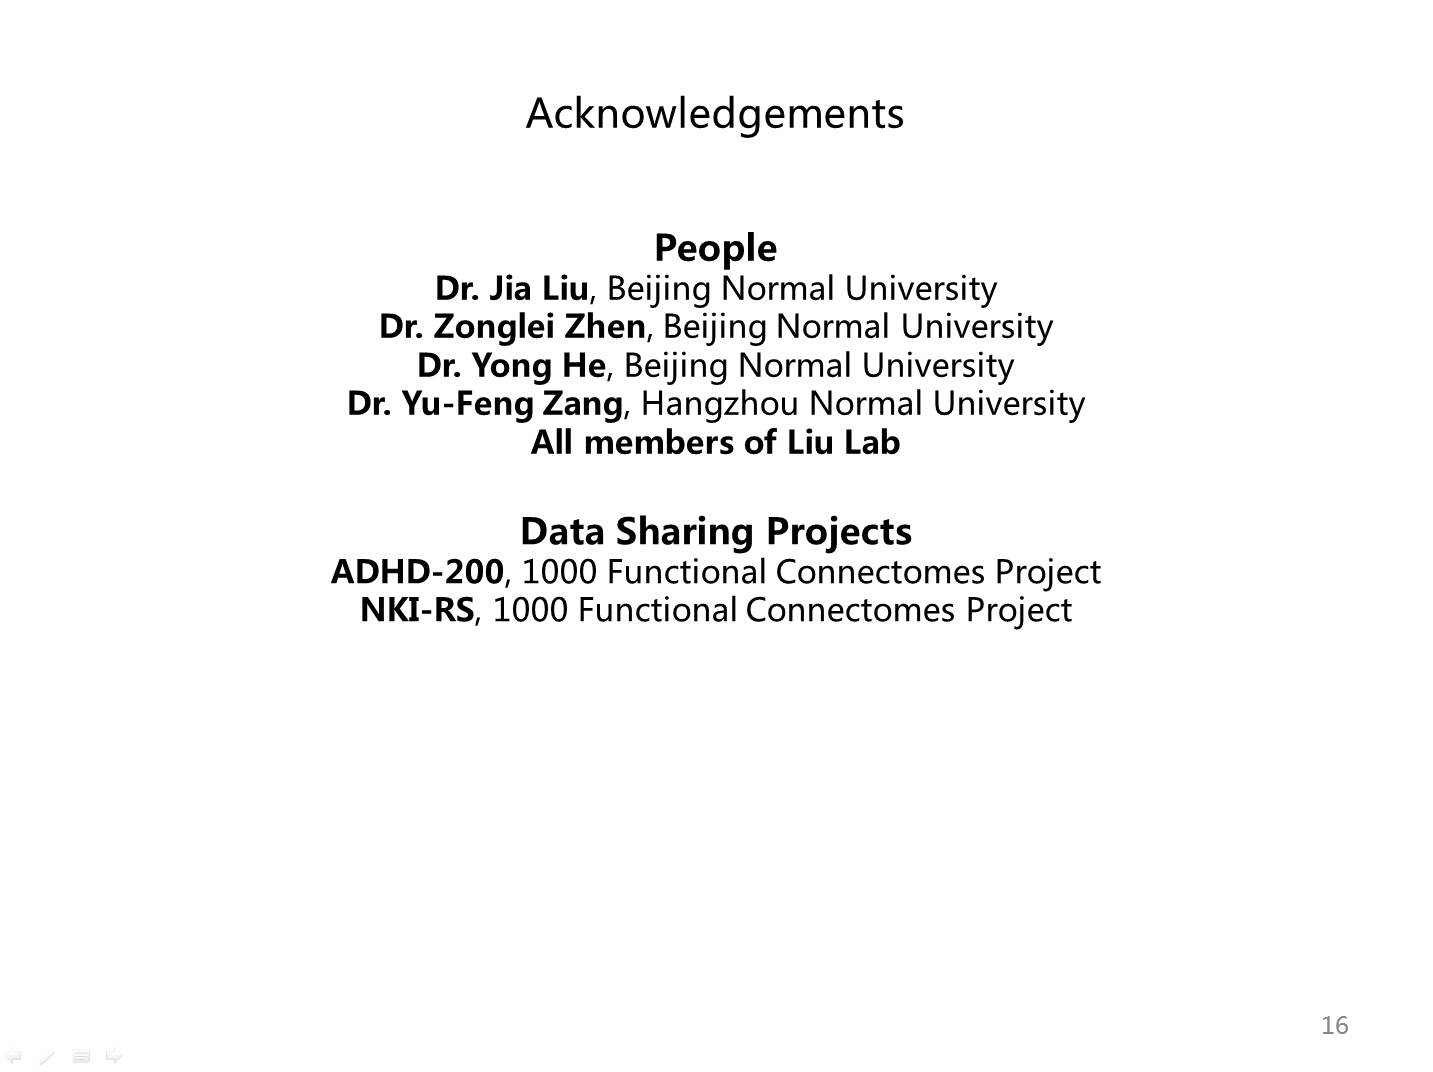 Acknowledgements
People
Dr. Jia Liu, Beijing Normal University
Dr. Zonglei Zhen, Beijing Normal University
Dr. Yong He, Beijing Normal University
Dr. Yu-Feng Zang, Hangzhou Normal University
All members of Liu Lab
Data Sharing Projects
ADHD-200, 1000 Functional Connectomes Project
NKI-RS, 1000 Functional Connectomes Project
16